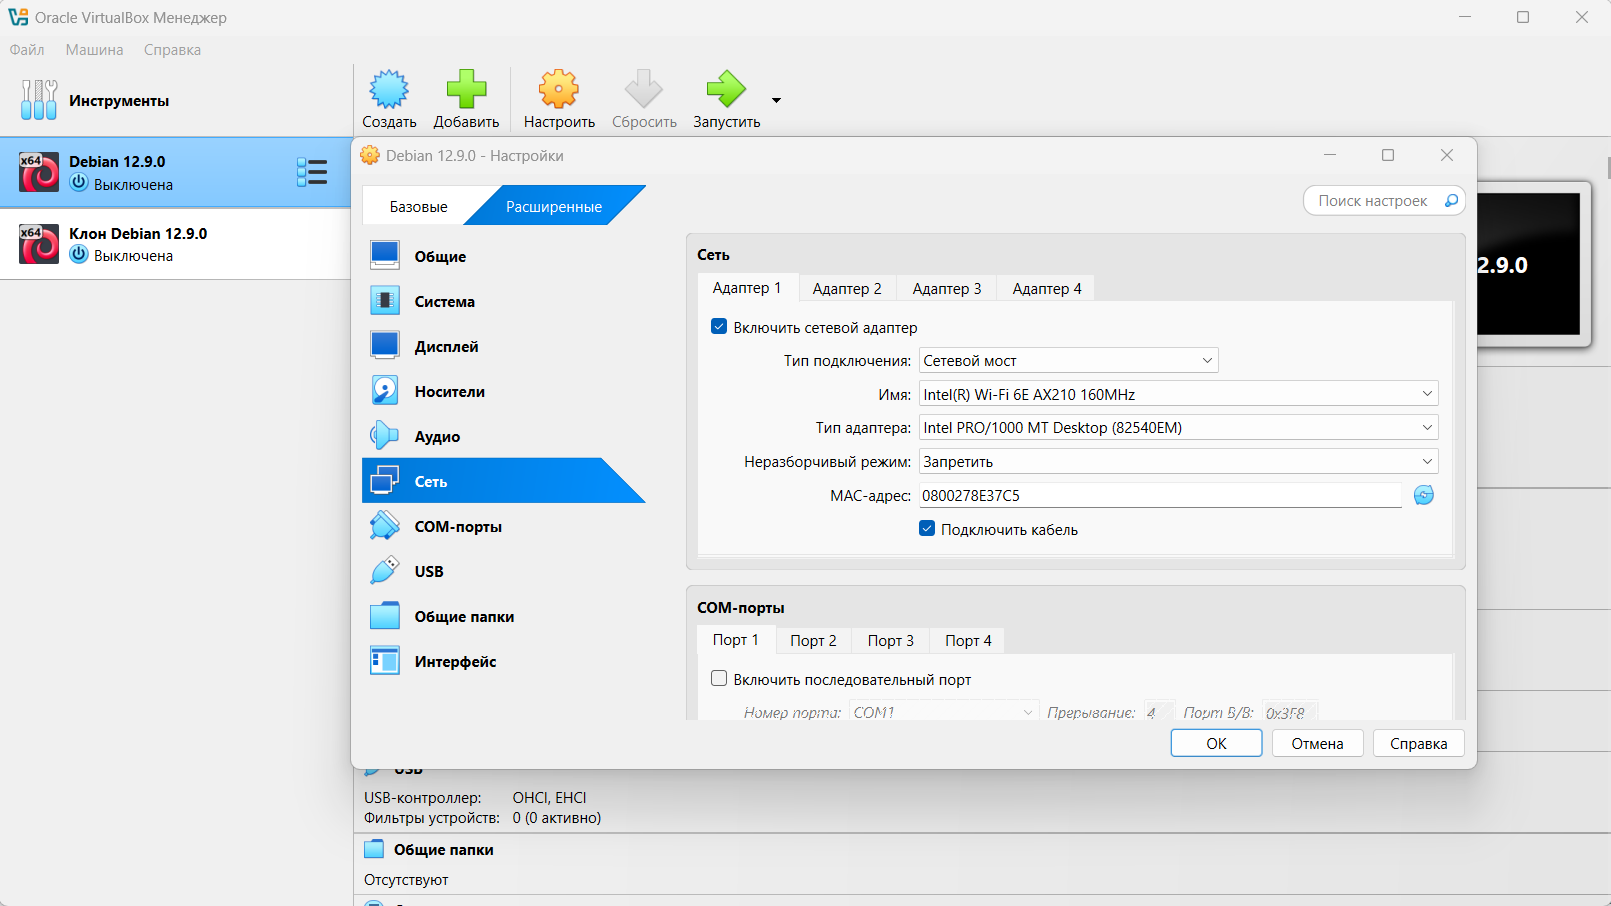 Oracle VirtualBox Менеджер
Файл Машина Справка
Инструменты
Создать Добавить Настроить Сбросить Запустить
x64 Debian 12.9.0
Выключена
x64 Клон Debian 12.9.0
Выключена
Debian 12.9.0 - Настройки
Базовые Расширенные
Поиск настроек
Общие
Система
Дисплей
Носители
Аудио
Сеть
COM-порты
USB
Общие папки
Интерфейс
Сеть
Адаптер 1 Адаптер 2 Адаптер 3 Адаптер 4
Включить сетевой адаптер
Тип подключения: Сетевой мост
Имя: Intel(R) Wi-Fi 6E AX210 160MHz
Тип адаптера: Intel PRO/1000 MT Desktop (82540EM)
Неразборчивый режим: Запретить
MAC-адрес: 0800278E37C5
Подключить кабель
COM-порты
Порт 1 Порт 2 Порт 3 Порт 4
Включить последовательный порт
Номер порта: COM1 Прерывание: 4 Порт В/В: 0x3F8
OK Отмена Справка
2.9.0
USB
USB-контроллер: OHCI, EHCI
Фильтры устройств: 0 (0 активно)
Общие папки
Отсутствуют